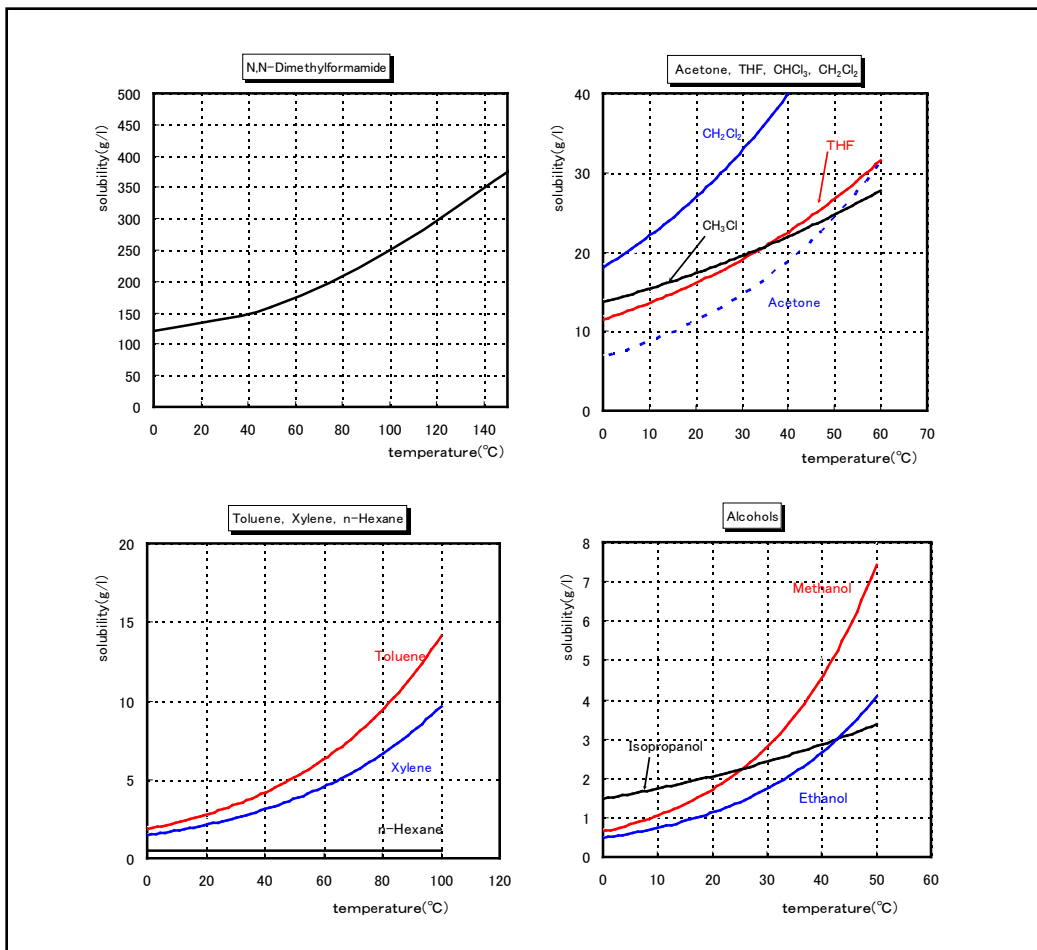 N,N-Dimethylformamide
solubility(g/l)
500
450
400
350
300
250
200
150
100
50
0
0 20 40 60 80 100 120 140
temperature(℃)
Acetone, THF, CHCl₃, CH₂Cl₂
solubility(g/l)
40
30
20
10
0
CH₂Cl₂
THF
CH₃Cl
Acetone
0 10 20 30 40 50 60 70
temperature(℃)
Toluene, Xylene, n-Hexane
solubility(g/l)
20
15
10
5
0
Toluene
Xylene
n-Hexane
0 20 40 60 80 100 120
temperature(℃)
Alcohols
solubility(g/l)
8
7
6
5
4
3
2
1
0
Methanol
Isopropanol
Ethanol
0 10 20 30 40 50 60
temperature(℃)